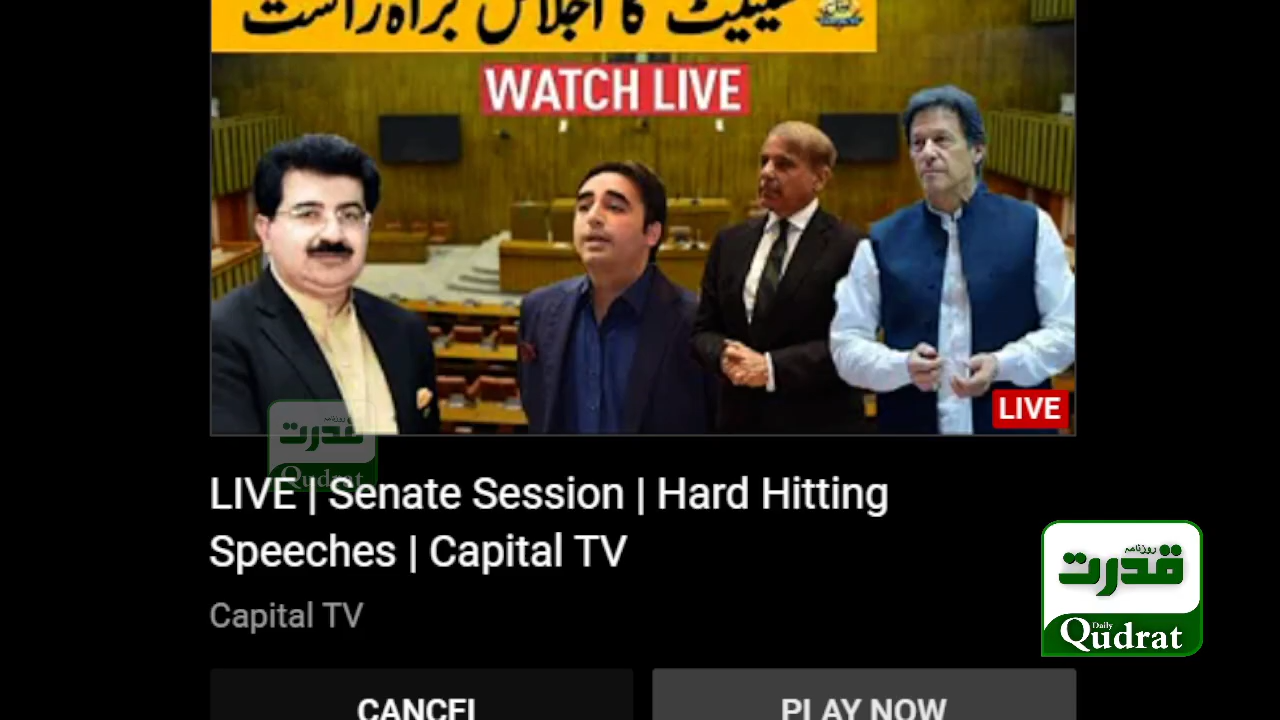 سینیٹ کا اجلاس براہ راست
WATCH LIVE
LIVE
روزنامہ
قدرت
Qudrat
LIVE | Senate Session | Hard Hitting
Speeches | Capital TV
Capital TV
روزنامہ
قدرت
Daily
Qudrat
CANCEL
PLAY NOW